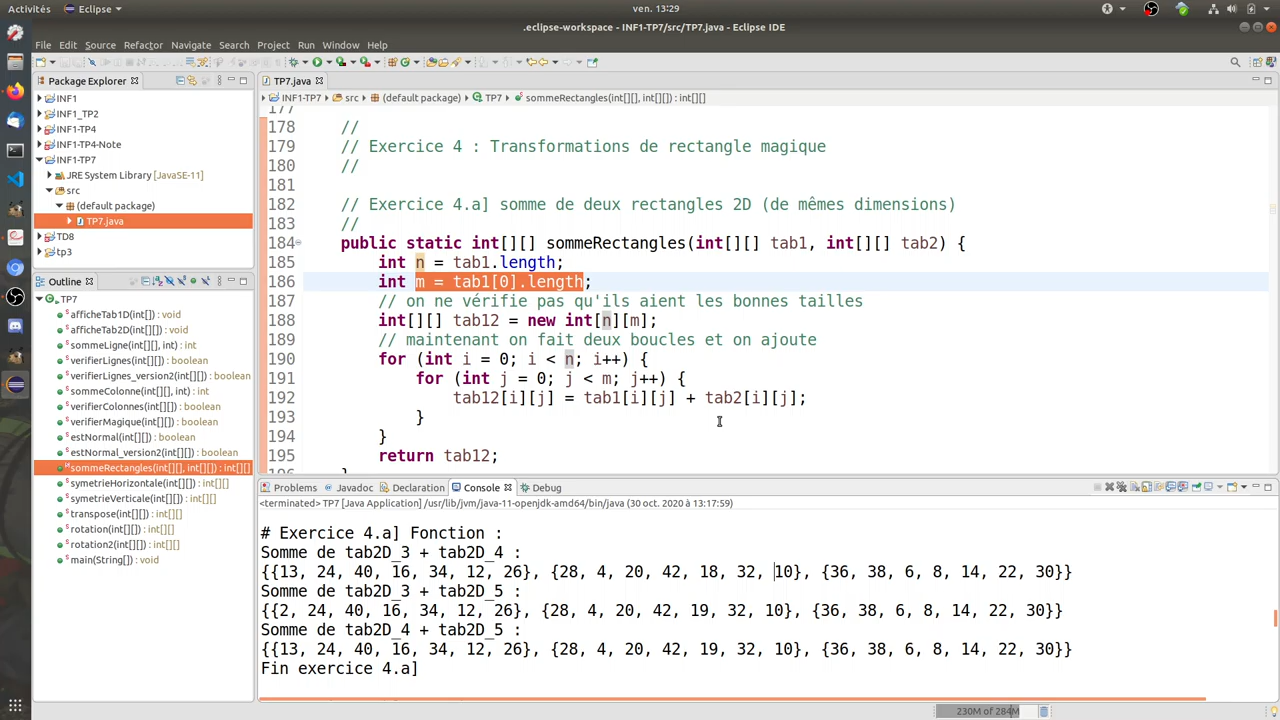 Activités Eclipse ven. 13:29
.eclipse-workspace - INF1-TP7/src/TP7.java - Eclipse IDE
File Edit Source Refactor Navigate Search Project Run Window Help
Package Explorer
INF1
INF1_TP2
INF1-TP4
INF1-TP4-Note
INF1-TP7
JRE System Library [JavaSE-11]
src
(default package)
TP7.java
TD8
tp3
Outline
TP7
afficheTab1D(int[]) : void
afficheTab2D(int[][]) : void
sommeLigne(int[][], int) : int
verifierLignes(int[][]) : boolean
verifierLignes_version2(int[][]) : boolean
sommeColonne(int[][], int) : int
verifierColonnes(int[][]) : boolean
verifierMagique(int[][]) : boolean
estNormal(int[][]) : boolean
estNormal_version2(int[][]) : boolean
sommeRectangles(int[][], int[][]) : int[][]
symetrieHorizontale(int[][]) : int[][]
symetrieVerticale(int[][]) : int[][]
transpose(int[][]) : int[][]
rotation(int[][]) : int[][]
rotation2(int[][]) : int[][]
main(String[]) : void
TP7.java
INF1-TP7 src (default package) TP7 sommeRectangles(int[][], int[][]) : int[][]
177
178 //
179 // Exercice 4 : Transformations de rectangle magique
180 //
181
182 // Exercice 4.a] somme de deux rectangles 2D (de mêmes dimensions)
183 //
184 public static int[][] sommeRectangles(int[][] tab1, int[][] tab2) {
185 int n = tab1.length;
186 int m = tab1[0].length;
187 // on ne vérifie pas qu'ils aient les bonnes tailles
188 int[][] tab12 = new int[n][m];
189 // maintenant on fait deux boucles et on ajoute
190 for (int i = 0; i < n; i++) {
191 for (int j = 0; j < m; j++) {
192 tab12[i][j] = tab1[i][j] + tab2[i][j];
193 }
194 }
195 return tab12;
196 }
Problems Javadoc Declaration Console Debug
<terminated> TP7 [Java Application] /usr/lib/jvm/java-11-openjdk-amd64/bin/java (30 oct. 2020 à 13:17:59)
# Exercice 4.a] Fonction :
Somme de tab2D_3 + tab2D_4 :
{{13, 24, 40, 16, 34, 12, 26}, {28, 4, 20, 42, 18, 32, 10}, {36, 38, 6, 8, 14, 22, 30}}
Somme de tab2D_3 + tab2D_5 :
{{2, 24, 40, 16, 34, 12, 26}, {28, 4, 20, 42, 19, 32, 10}, {36, 38, 6, 8, 14, 22, 30}}
Somme de tab2D_4 + tab2D_5 :
{{13, 24, 40, 16, 34, 12, 26}, {28, 4, 20, 42, 19, 32, 10}, {36, 38, 6, 8, 14, 22, 30}}
Fin exercice 4.a]
230M of 284M